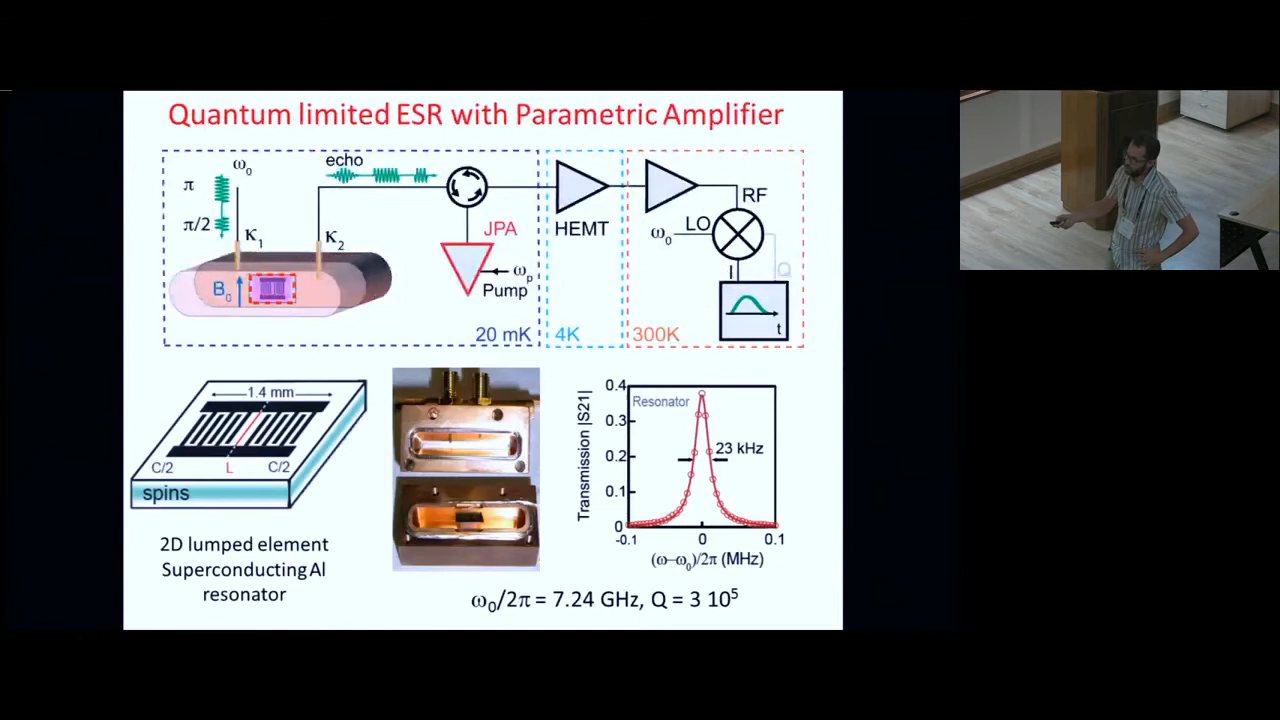 Quantum limited ESR with Parametric Amplifier
π
π/2
ω0
κ1
κ2
echo
B0
JPA
ωp
Pump
20 mK
HEMT
4K
RF
LO
ω0
I
Q
t
300K
1.4 mm
C/2
L
C/2
spins
2D lumped element
Superconducting Al
resonator
Transmission |S21|
0.4
0.3
0.2
0.1
0
Resonator
23 kHz
-0.1
0
0.1
(ω-ω0)/2π (MHz)
ω0/2π = 7.24 GHz, Q = 3 10^5